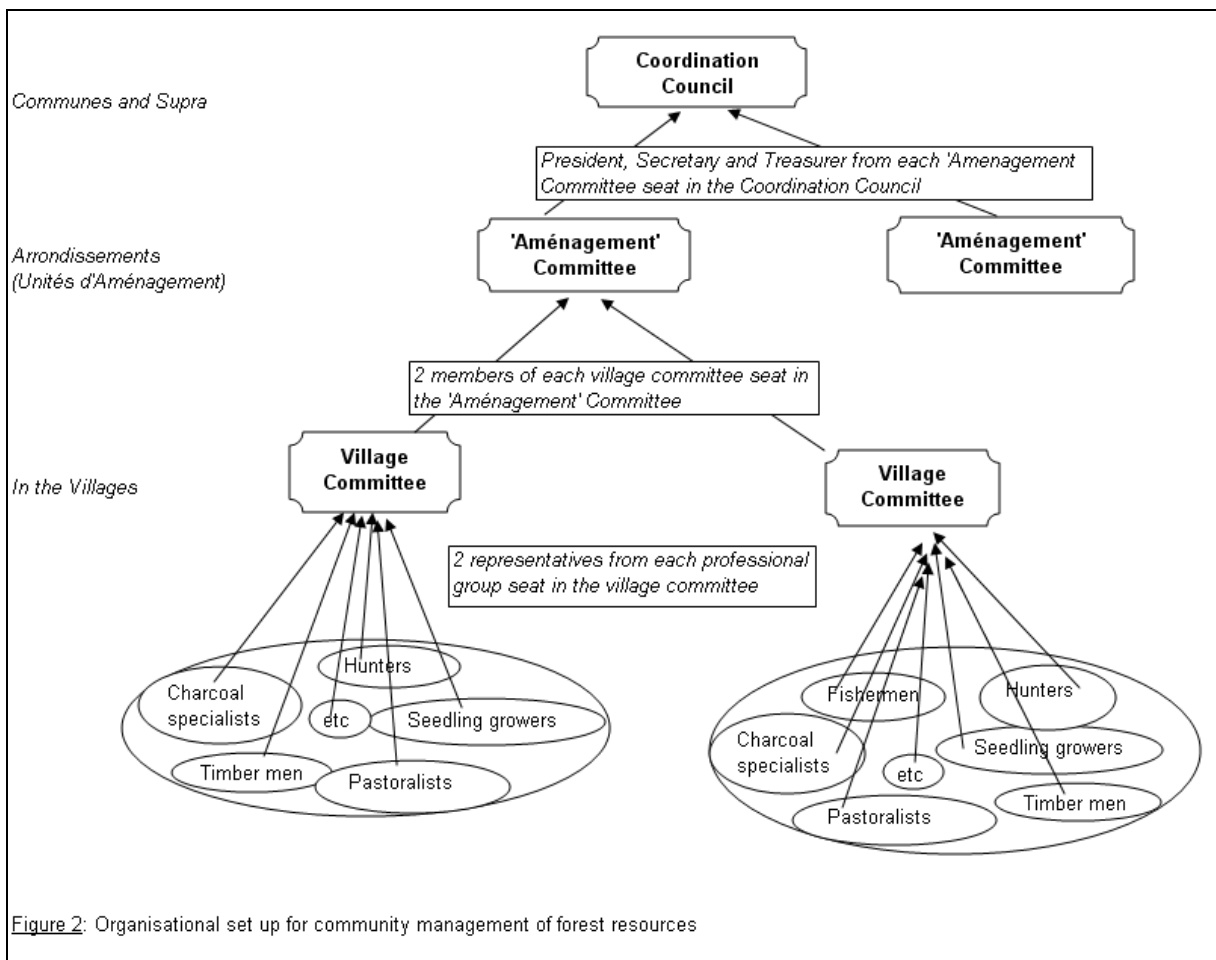 Coordination
Council
Communes and Supra
President, Secretary and Treasurer from each 'Amenagement
Committee seat in the Coordination Council
'Aménagement'
Committee
'Aménagement'
Committee
Arrondissements
(Unités d'Aménagement)
2 members of each village committee seat in
the 'Aménagement' Committee
Village
Committee
Village
Committee
In the Villages
2 representatives from each professional
group seat in the village committee
Hunters
Charcoal
specialists
etc
Seedling growers
Timber men
Pastoralists
Fishermen
Hunters
Charcoal
specialists
Seedling growers
etc
Timber men
Pastoralists
Figure 2: Organisational set up for community management of forest resources